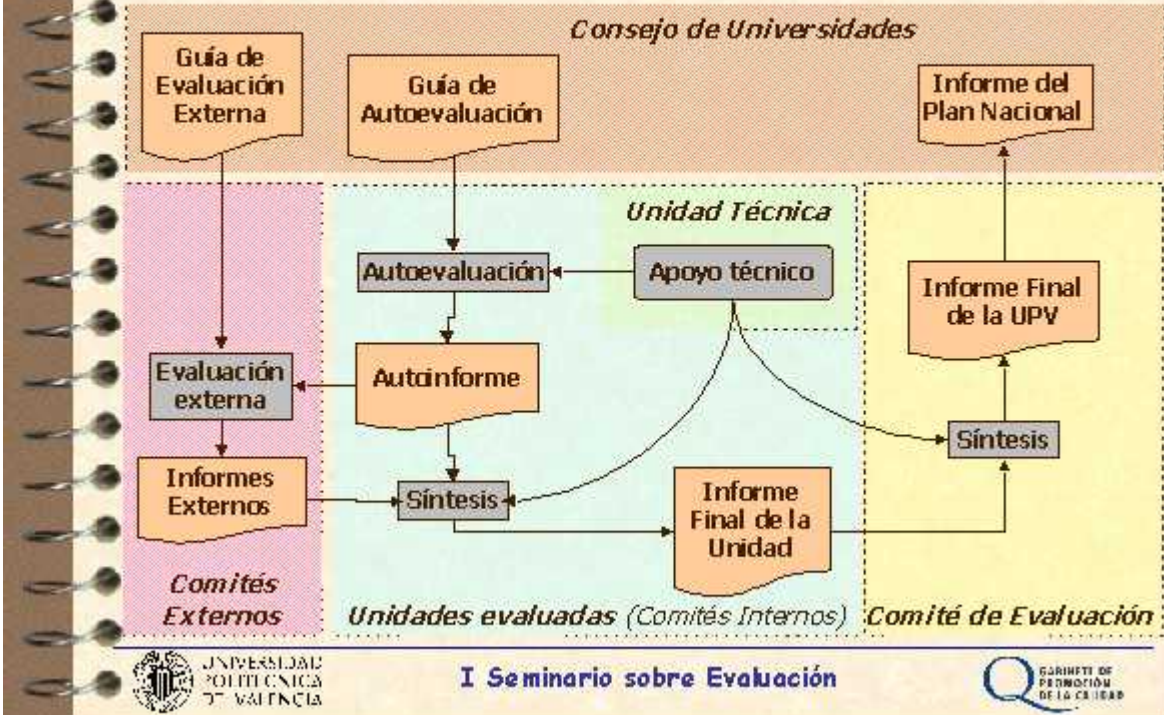 Consejo de Universidades
Guía de
Evaluación
Externa
Guía de
Autoevaluación
Informe del
Plan Nacional
Unidad Técnica
Autoevaluación
Apoyo técnico
Informe Final
de la UPV
Evaluación
externa
Autoinforme
Síntesis
Informes
Externos
Síntesis
Informe
Final de la
Unidad
Comités
Externos
Unidades evaluadas (Comités Internos)
Comité de Evaluación
UNIVERSIDAD
POLITECNICA
DE VALENCIA
I Seminario sobre Evaluación
GABINETE DE
PROMOCIÓN
DE LA CALIDAD